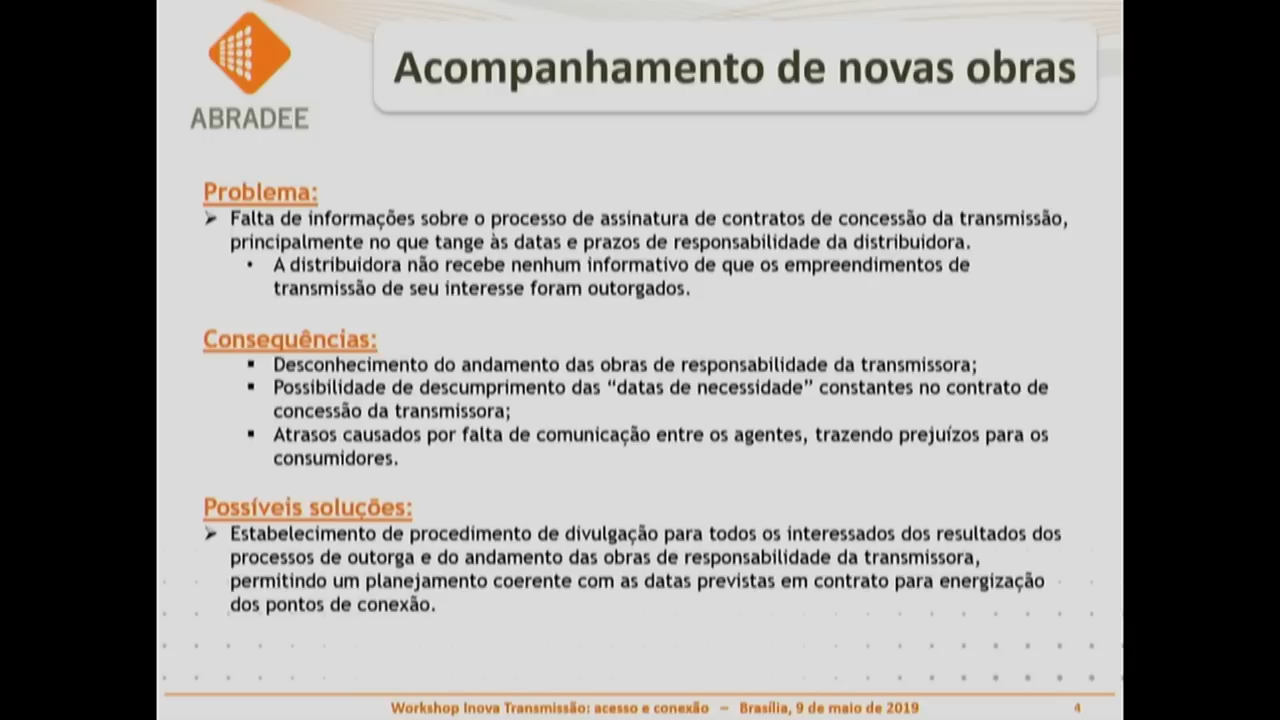 ABRADEE
Acompanhamento de novas obras
Problema:
➢ Falta de informações sobre o processo de assinatura de contratos de concessão da transmissão,
principalmente no que tange às datas e prazos de responsabilidade da distribuidora.
• A distribuidora não recebe nenhum informativo de que os empreendimentos de
transmissão de seu interesse foram outorgados.
Consequências:
▪ Desconhecimento do andamento das obras de responsabilidade da transmissora;
▪ Possibilidade de descumprimento das “datas de necessidade” constantes no contrato de
concessão da transmissora;
▪ Atrasos causados por falta de comunicação entre os agentes, trazendo prejuízos para os
consumidores.
Possíveis soluções:
➢ Estabelecimento de procedimento de divulgação para todos os interessados dos resultados dos
processos de outorga e do andamento das obras de responsabilidade da transmissora,
permitindo um planejamento coerente com as datas previstas em contrato para energização
dos pontos de conexão.
Workshop Inova Transmissão: acesso e conexão – Brasília, 9 de maio de 2019 4